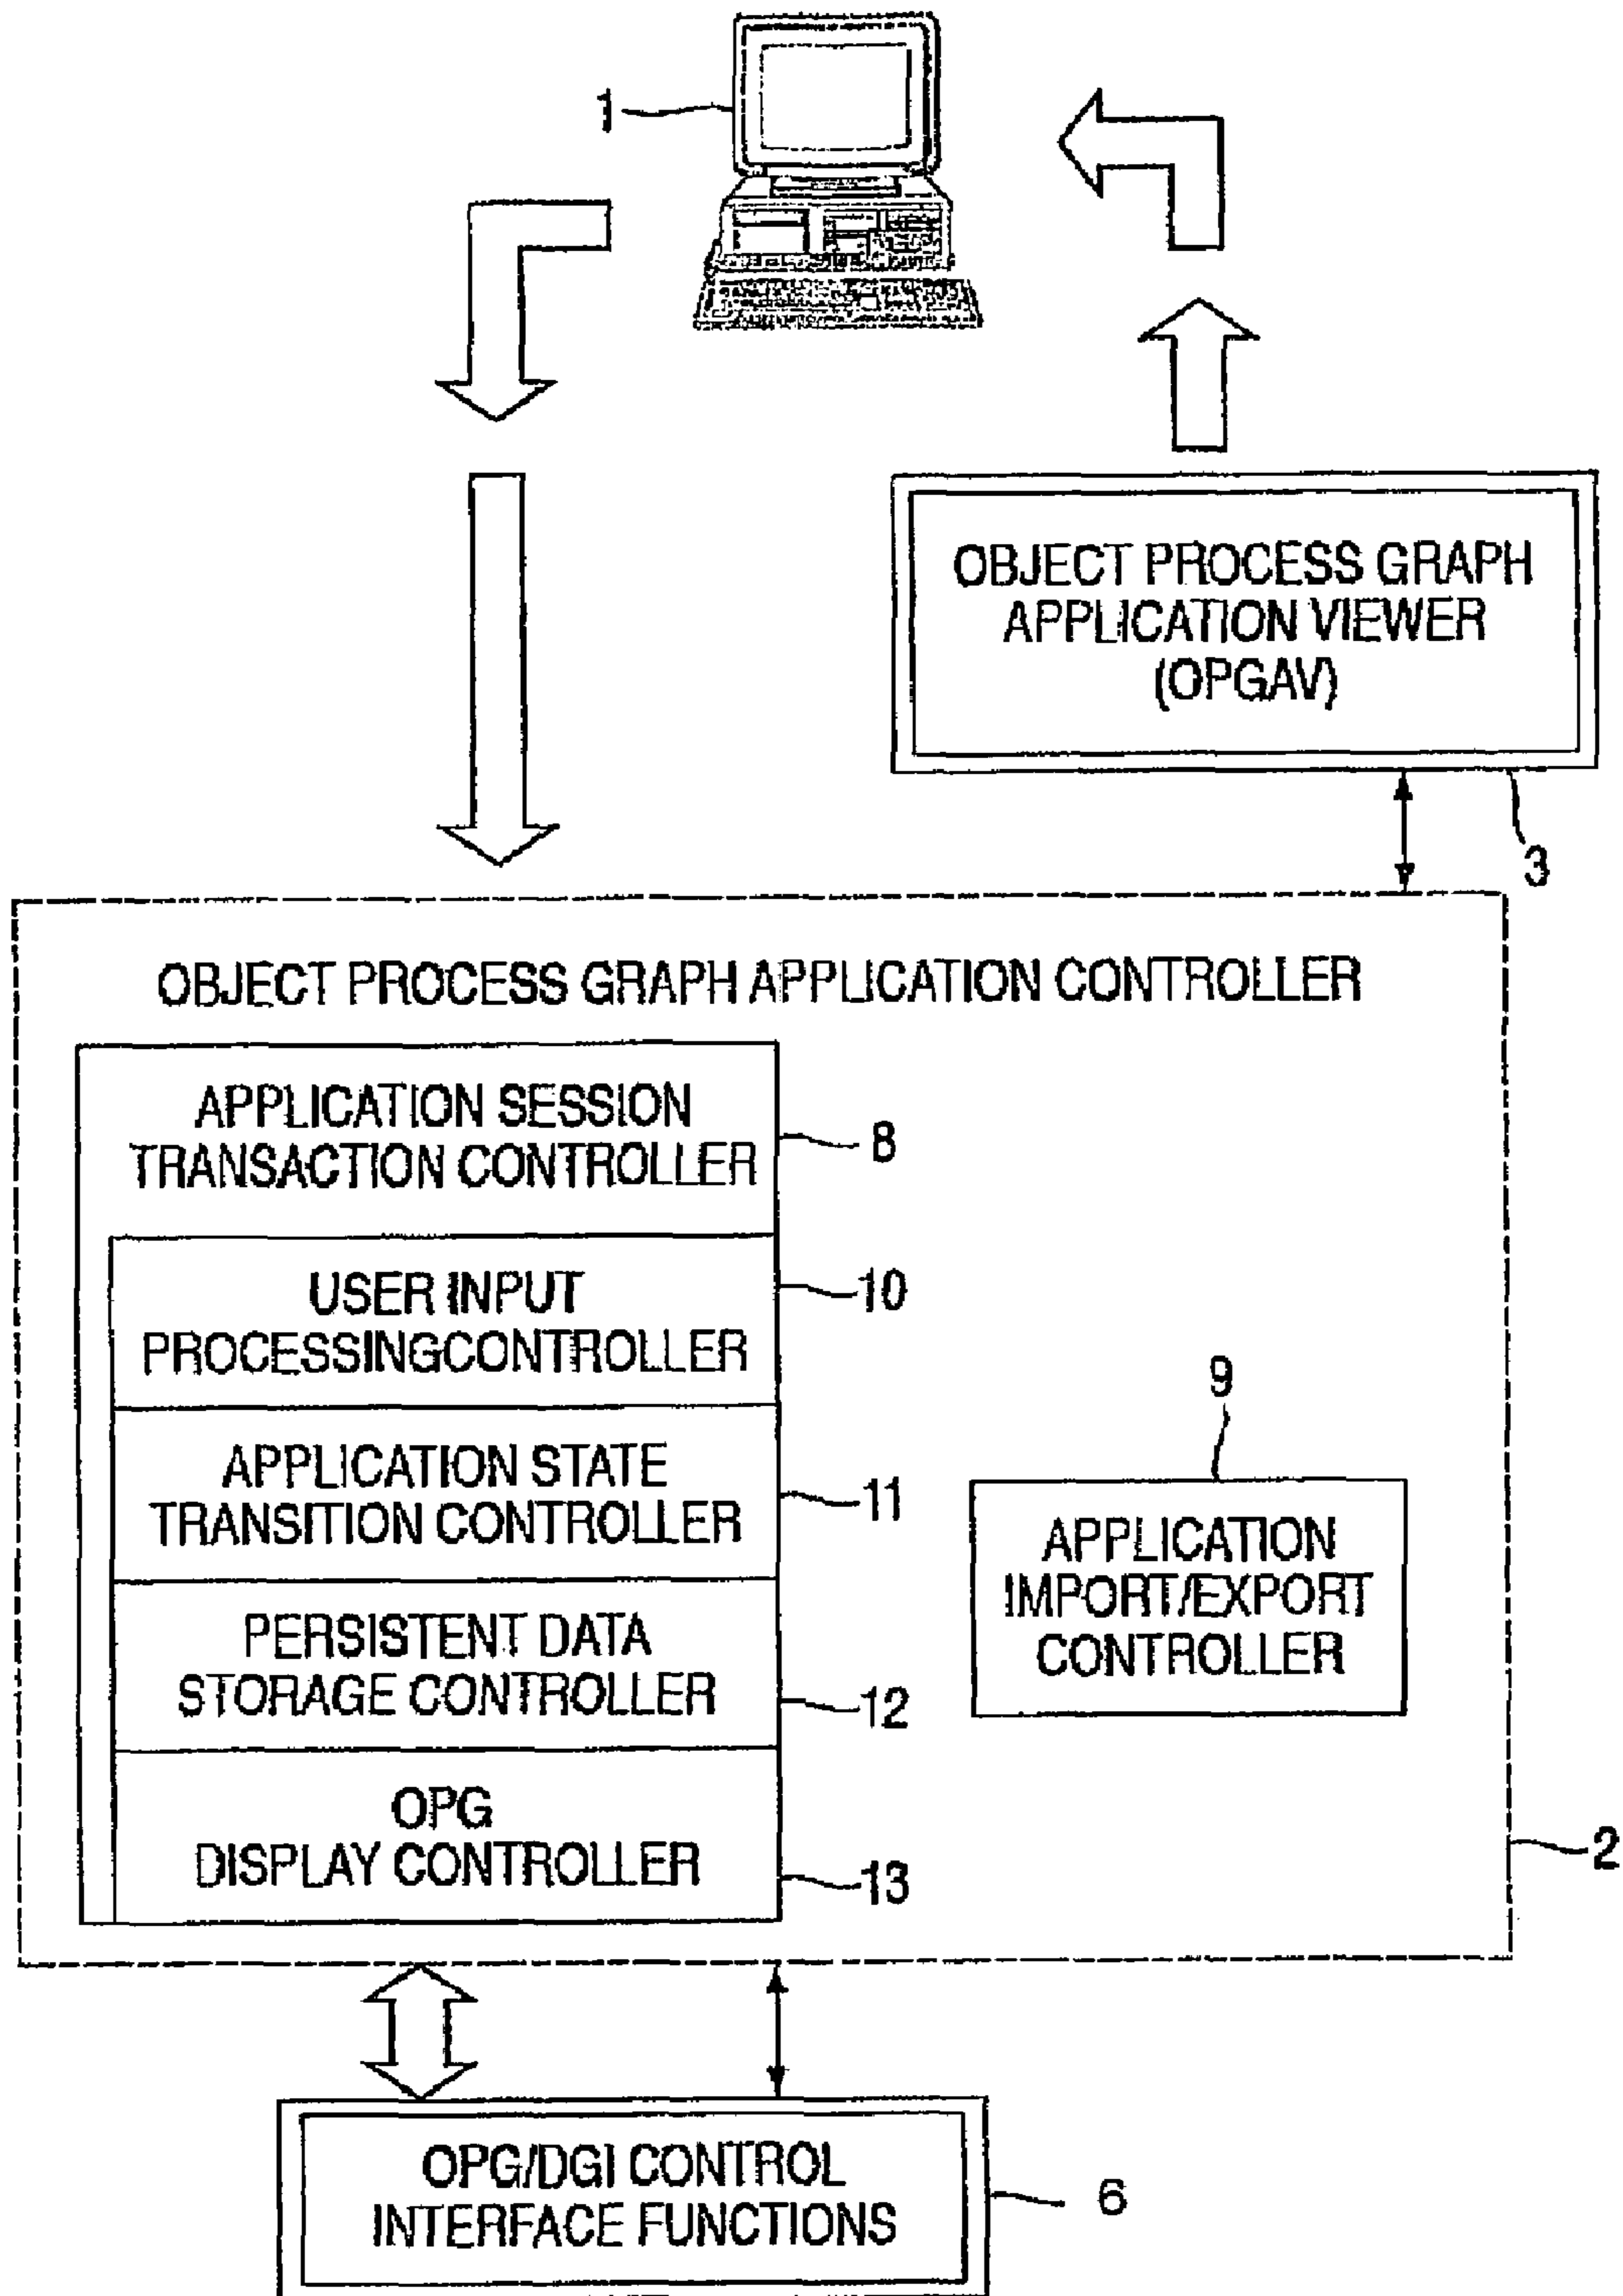 1
OBJECT PROCESS GRAPH
APPLICATION VIEWER
(OPGAV)
3
OBJECT PROCESS GRAPH APPLICATION CONTROLLER
APPLICATION SESSION
TRANSACTION CONTROLLER
8
USER INPUT
PROCESSINGCONTROLLER
10
APPLICATION STATE
TRANSITION CONTROLLER
11
PERSISTENT DATA
STORAGE CONTROLLER
12
OPG
DISPLAY CONTROLLER
13
9
APPLICATION
IMPORT/EXPORT
CONTROLLER
2
OPG/DGI CONTROL
INTERFACE FUNCTIONS
6